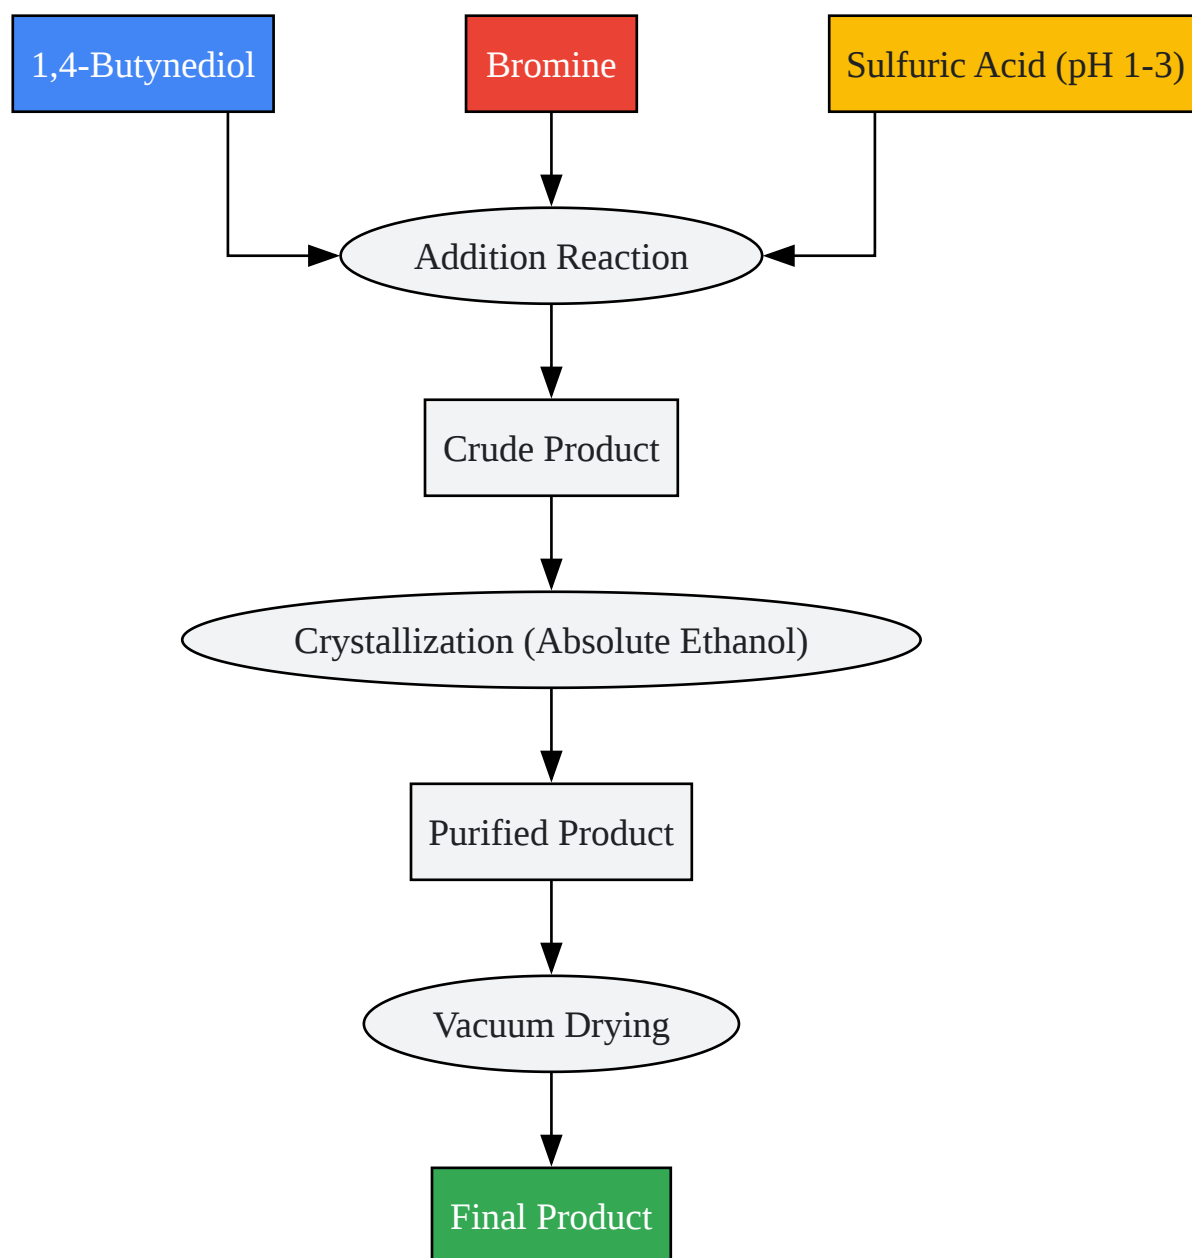 1,4-Butynediol
Bromine
Sulfuric Acid (pH 1-3)
Addition Reaction
Crude Product
Crystallization (Absolute Ethanol)
Purified Product
Vacuum Drying
Final Product